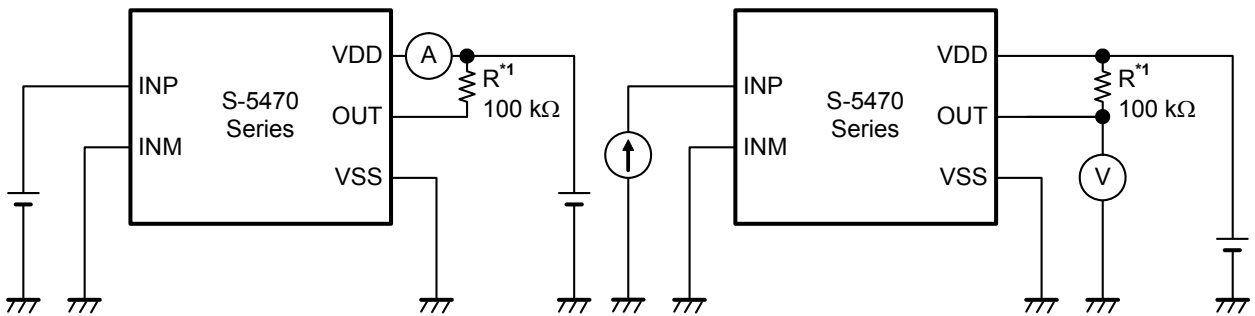 VDD
A
INP
R*1
S-5470
Series
OUT
100 kΩ
INM
VSS
VDD
INP
R*1
S-5470
Series
OUT
100 kΩ
INM
VSS
V